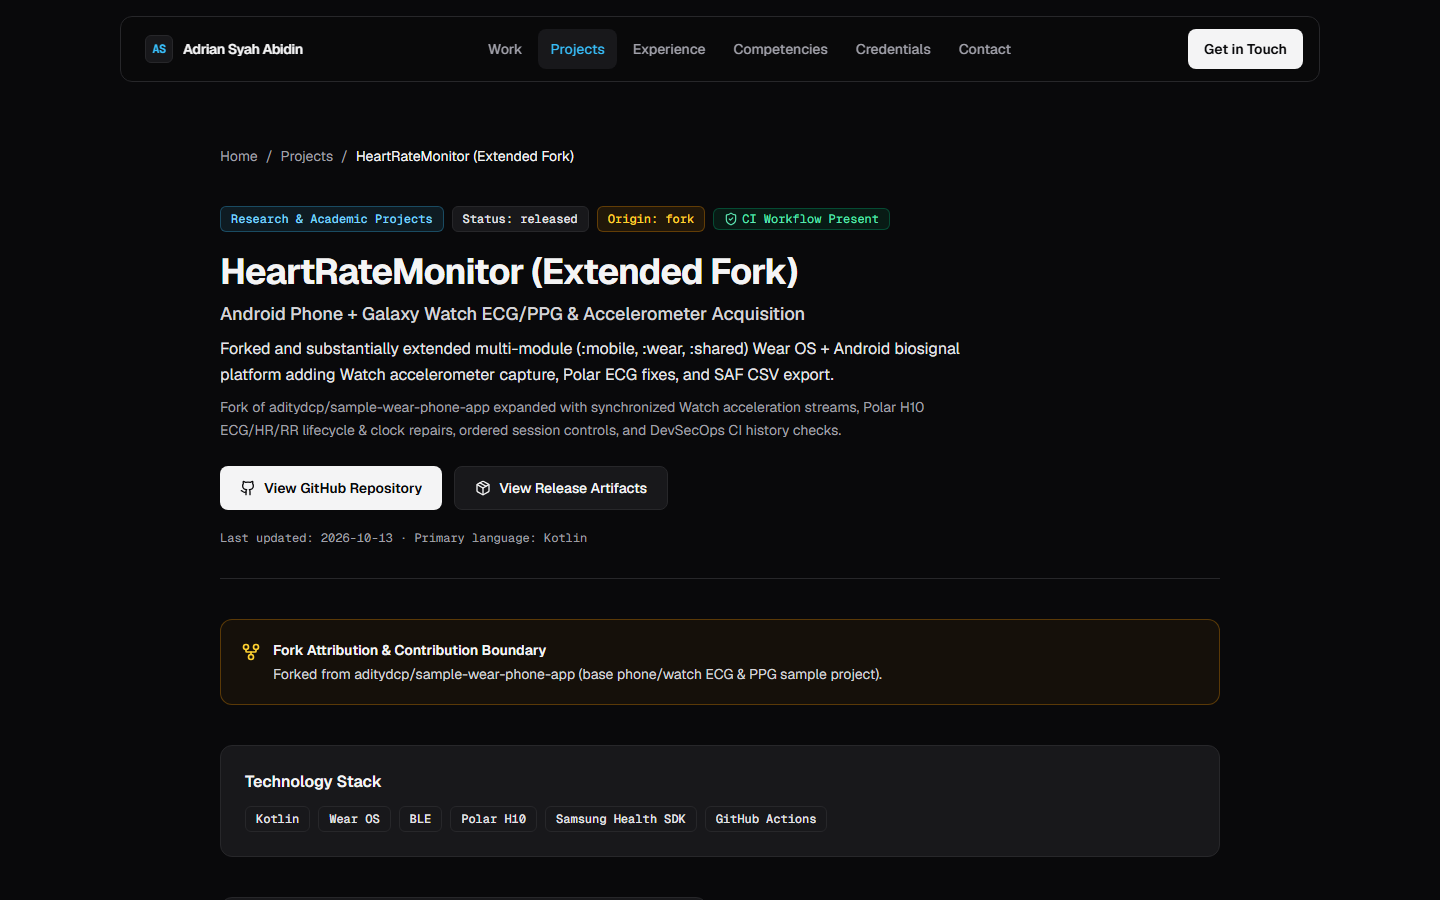 AS Adrian Syah Abidin Work Projects Experience Competencies Credentials Contact Get in Touch
Home / Projects / HeartRateMonitor (Extended Fork)
Research & Academic Projects Status: released Origin: fork CI Workflow Present
HeartRateMonitor (Extended Fork)
Android Phone + Galaxy Watch ECG/PPG & Accelerometer Acquisition
Forked and substantially extended multi-module (:mobile, :wear, :shared) Wear OS + Android biosignal
platform adding Watch accelerometer capture, Polar ECG fixes, and SAF CSV export.
Fork of aditydcp/sample-wear-phone-app expanded with synchronized Watch acceleration streams, Polar H10
ECG/HR/RR lifecycle & clock repairs, ordered session controls, and DevSecOps CI history checks.
View GitHub Repository View Release Artifacts
Last updated: 2026-10-13 · Primary language: Kotlin
Fork Attribution & Contribution Boundary
Forked from aditydcp/sample-wear-phone-app (base phone/watch ECG & PPG sample project).
Technology Stack
Kotlin Wear OS BLE Polar H10 Samsung Health SDK GitHub Actions